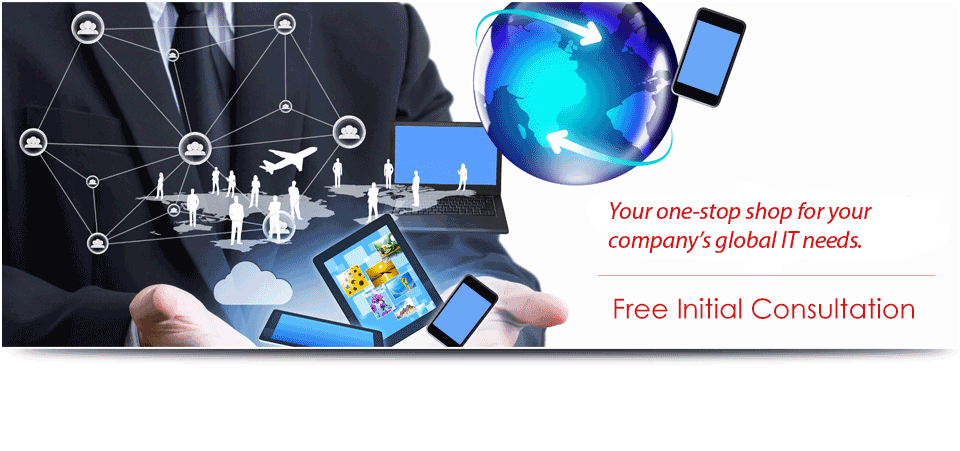 Your one-stop shop for your
company’s global IT needs.
Free Initial Consultation